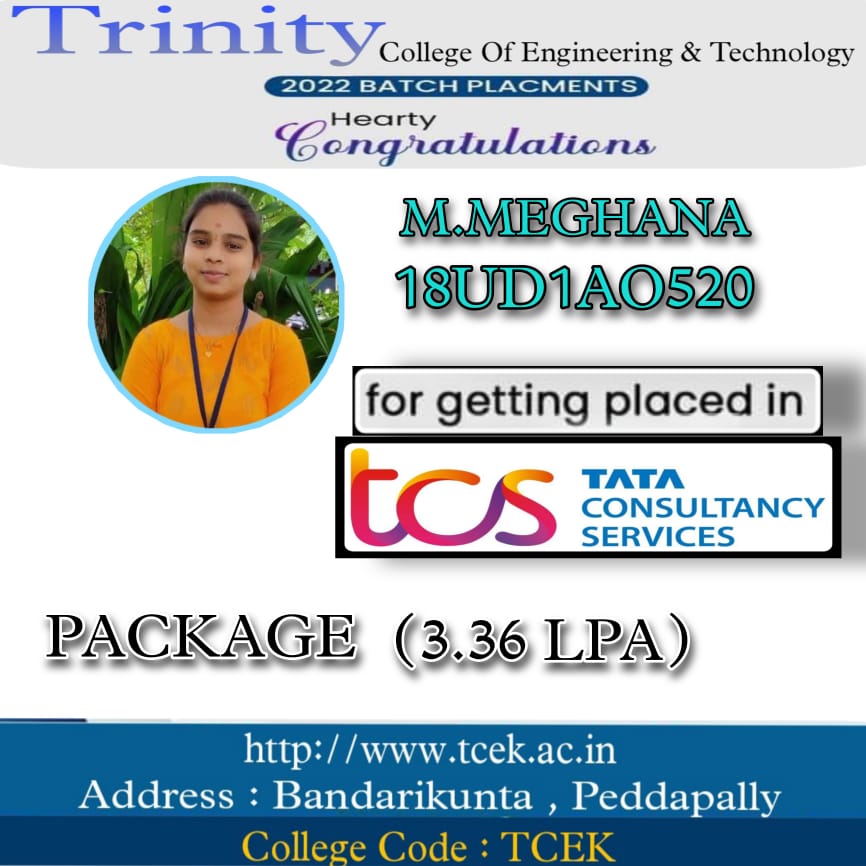 Trinity College Of Engineering & Technology
2022 BATCH PLACMENTS
Hearty
Congratulations
M.MEGHANA
18UD1AO520
for getting placed in
tcs
TATA
CONSULTANCY
SERVICES
PACKAGE (3.36 LPA)
http://www.tcek.ac.in
Address : Bandarikunta , Peddapally
College Code : TCEK